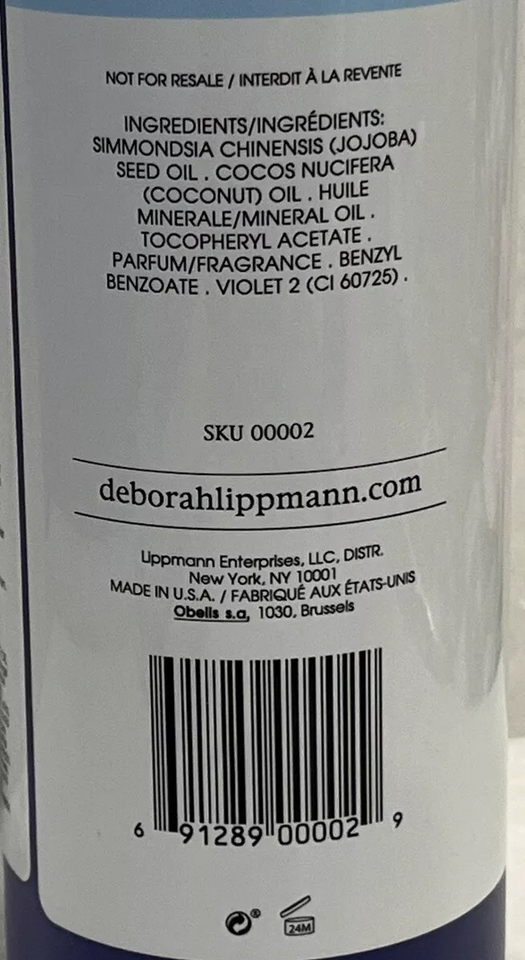 NOT FOR RESALE / INTERDIT À LA REVENTE
INGREDIENTS/INGRÉDIENTS:
SIMMONDSIA CHINENSIS (JOJOBA)
SEED OIL . COCOS NUCIFERA
(COCONUT) OIL . HUILE
MINERALE/MINERAL OIL .
TOCOPHERYL ACETATE .
PARFUM/FRAGRANCE . BENZYL
BENZOATE . VIOLET 2 (CI 60725) .
SKU 00002
deborahlippmann.com
Lippmann Enterprises, LLC, DISTR.
New York, NY 10001
MADE IN U.S.A. / FABRIQUÉ AUX ÉTATS-UNIS
Obelis s.a, 1030, Brussels
6 91289 00002 9
® 24M